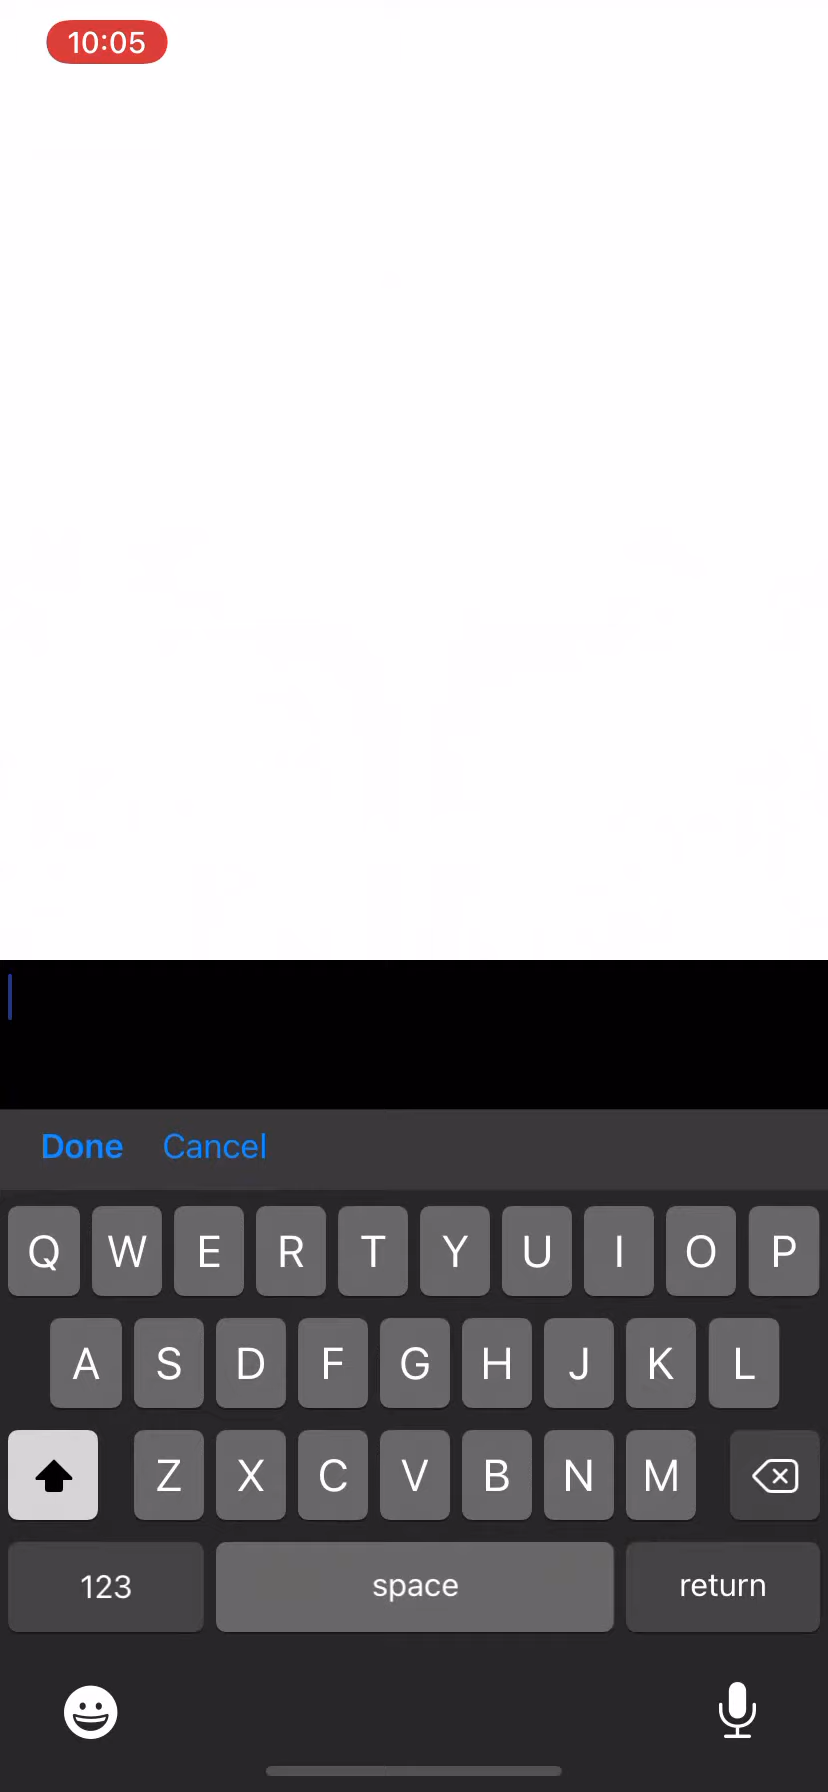 10:05
Done Cancel
Q W E R T Y U I O P
A S D F G H J K L
Z X C V B N M
123 space return